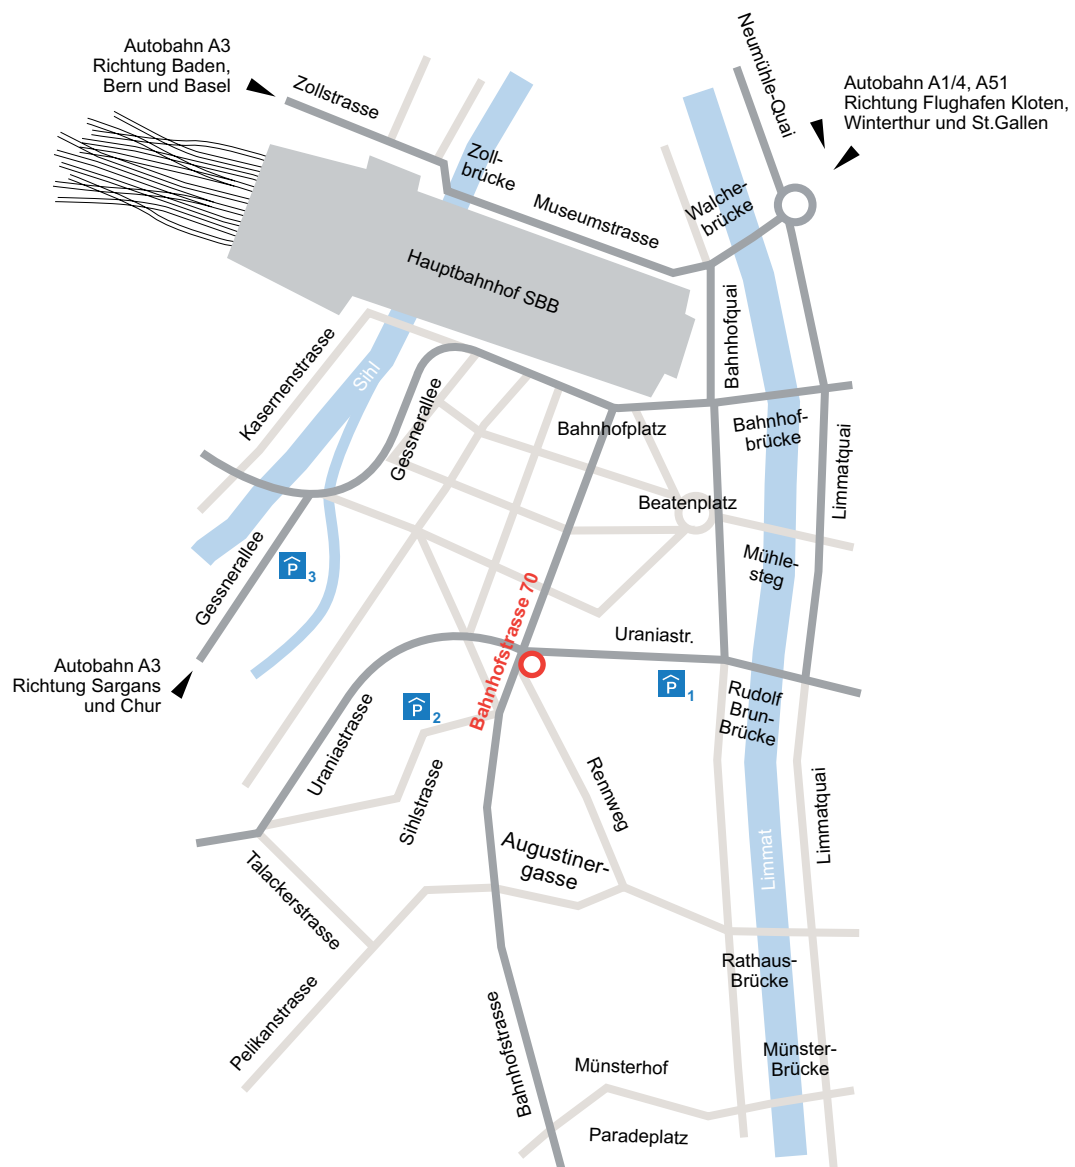 Autobahn A3
Richtung Baden,
Bern und Basel
Zollstrasse
Neumühle-Quai
Autobahn A1/4, A51
Richtung Flughafen Kloten,
Winterthur und St.Gallen
Zoll-
brücke
Museumstrasse
Walche-
brücke
Hauptbahnhof SBB
Bahnhofquai
Kasernenstrasse
Sihl
Gessnerallee
Bahnhofplatz
Bahnhof-
brücke
Limmatquai
Beatenplatz
Mühle-
steg
Gessnerallee
P 3
Bahnhofstrasse 70
Uraniastr.
Autobahn A3
Richtung Sargans
und Chur
P 1
Rudolf
Brun-
Brücke
P 2
Uraniastrasse
Sihlstrasse
Rennweg
Limmatquai
Limmat
Augustiner-
gasse
Talackerstrasse
Rathaus-
Brücke
Pelikanstrasse
Bahnhofstrasse
Münsterhof
Münster-
Brücke
Paradeplatz